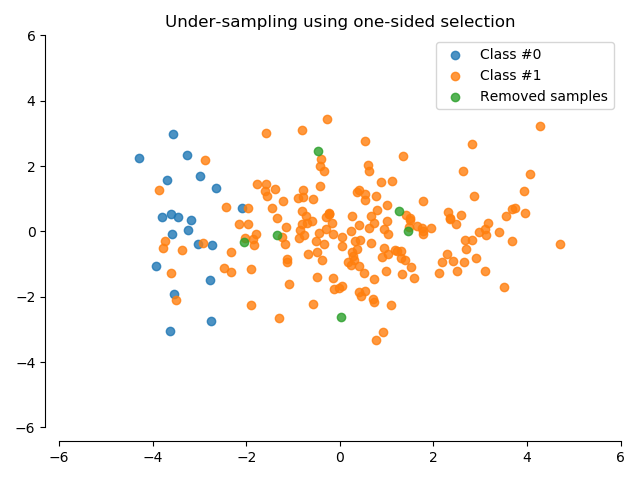 Under-sampling using one-sided selection
Class #0
Class #1
Removed samples
6
4
2
0
−2
−4
−6
−6 −4 −2 0 2 4 6